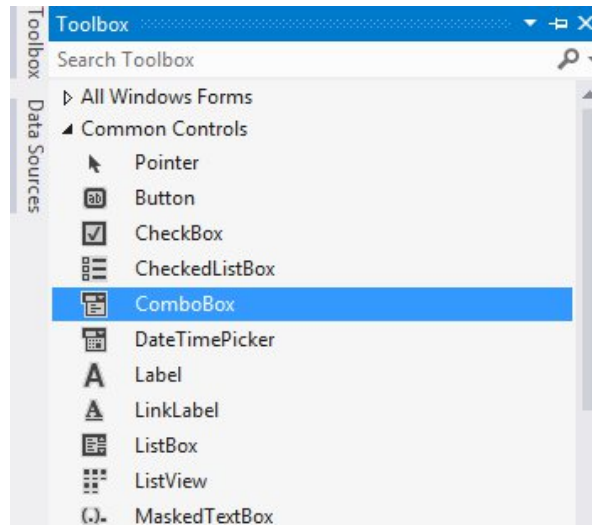 Toolbox
Data Sources
Toolbox
Search Toolbox
All Windows Forms
Common Controls
Pointer
ab Button
CheckBox
CheckedListBox
ComboBox
DateTimePicker
A Label
A LinkLabel
ListBox
ListView
(.). MaskedTextBox